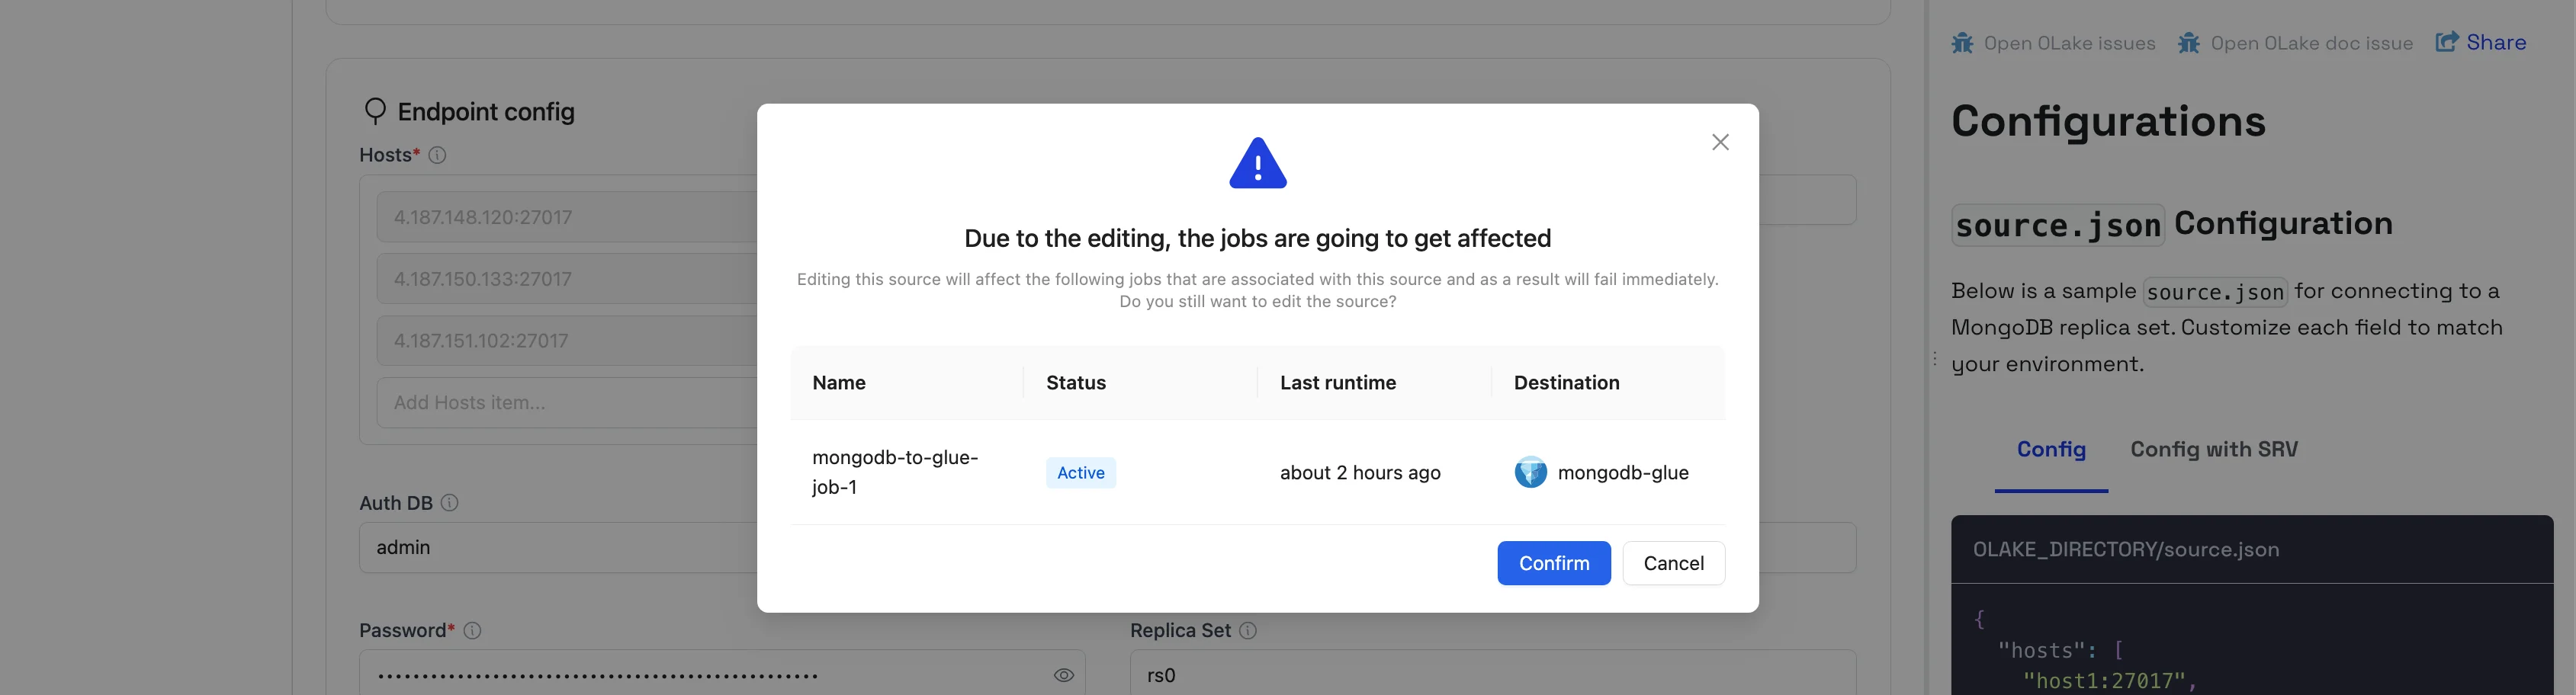 Endpoint config
Hosts*
4.187.148.120:27017
4.187.150.133:27017
4.187.151.102:27017
Add Hosts item...
Auth DB
admin
Password*
Replica Set
rs0
Due to the editing, the jobs are going to get affected
Editing this source will affect the following jobs that are associated with this source and as a result will fail immediately.
Do you still want to edit the source?
Name Status Last runtime Destination
mongodb-to-glue-
job-1
Active about 2 hours ago mongodb-glue
Confirm Cancel
Open OLake issues Open OLake doc issue Share
Configurations
source.json Configuration
Below is a sample source.json for connecting to a
MongoDB replica set. Customize each field to match
your environment.
Config Config with SRV
OLAKE_DIRECTORY/source.json
{
"hosts": [
"host1:27017",